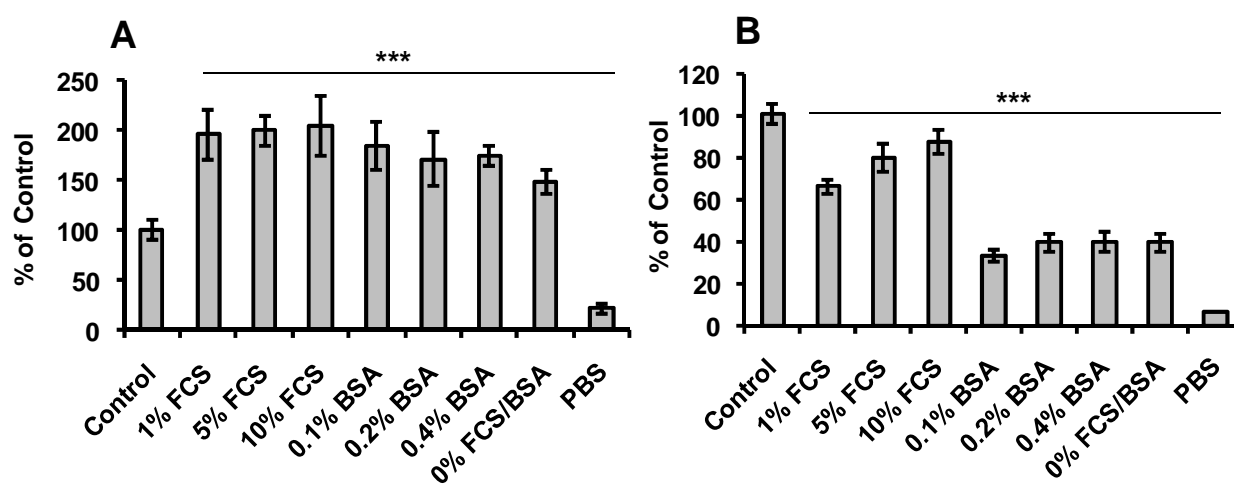 A
***
% of Control
250
200
150
100
50
0
Control
1% FCS
5% FCS
10% FCS
0.1% BSA
0.2% BSA
0.4% BSA
0% FCS/BSA
PBS
B
***
% of Control
120
100
80
60
40
20
0
Control
1% FCS
5% FCS
10% FCS
0.1% BSA
0.2% BSA
0.4% BSA
0% FCS/BSA
PBS